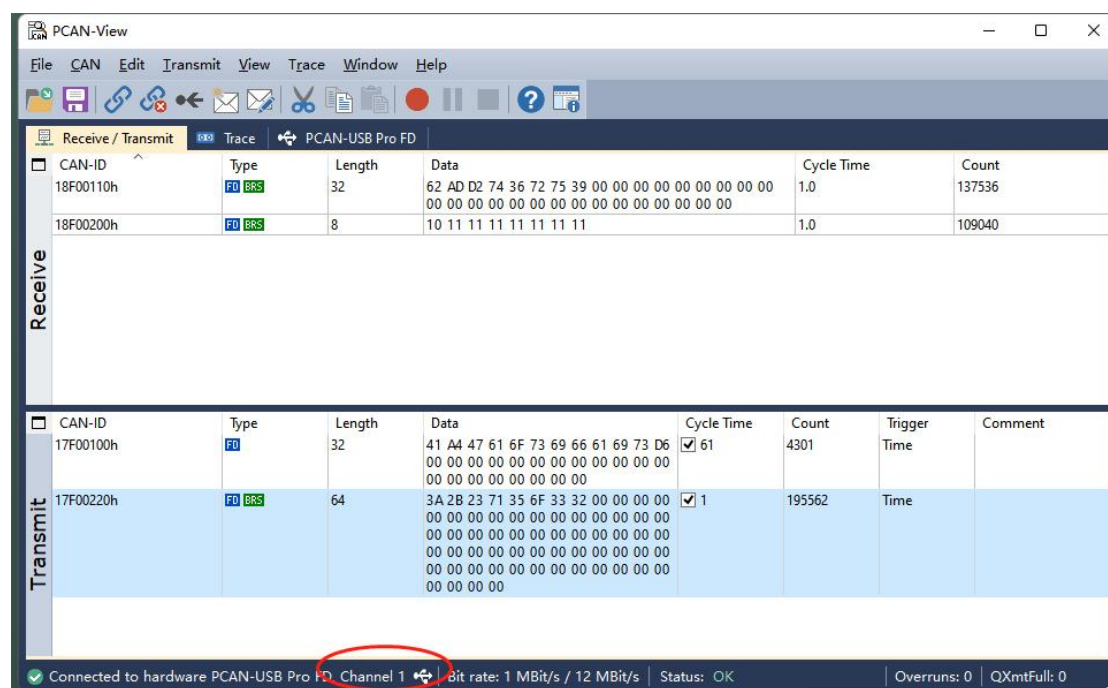 PCAN-View
File CAN Edit Transmit View Trace Window Help
Receive / Transmit Trace PCAN-USB Pro FD
CAN-ID Type Length Data Cycle Time Count
18F00110h FD BRS 32 62 AD D2 74 36 72 75 39 00 00 00 00 00 00 00 00 00 00 1.0 137536
00 00 00 00 00 00 00 00 00 00 00 00 00 00 00
18F00200h FD BRS 8 10 11 11 11 11 11 11 11 1.0 109040
Receive
CAN-ID Type Length Data Cycle Time Count Trigger Comment
17F00100h FD 32 41 A4 47 61 6F 73 69 66 61 69 73 D6 61 4301 Time
00 00 00 00 00 00 00 00 00 00 00 00
00 00 00 00 00 00 00 00
17F00220h FD BRS 64 3A 2B 23 71 35 6F 33 32 00 00 00 00 1 195562 Time
00 00 00 00 00 00 00 00 00 00 00 00
00 00 00 00 00 00 00 00 00 00 00 00
00 00 00 00 00 00 00 00 00 00 00 00
00 00 00 00 00 00 00 00 00 00 00 00
00 00 00 00
Transmit
Connected to hardware PCAN-USB Pro FD, Channel 1 Bit rate: 1 MBit/s / 12 MBit/s Status: OK Overruns: 0 QXmtFull: 0